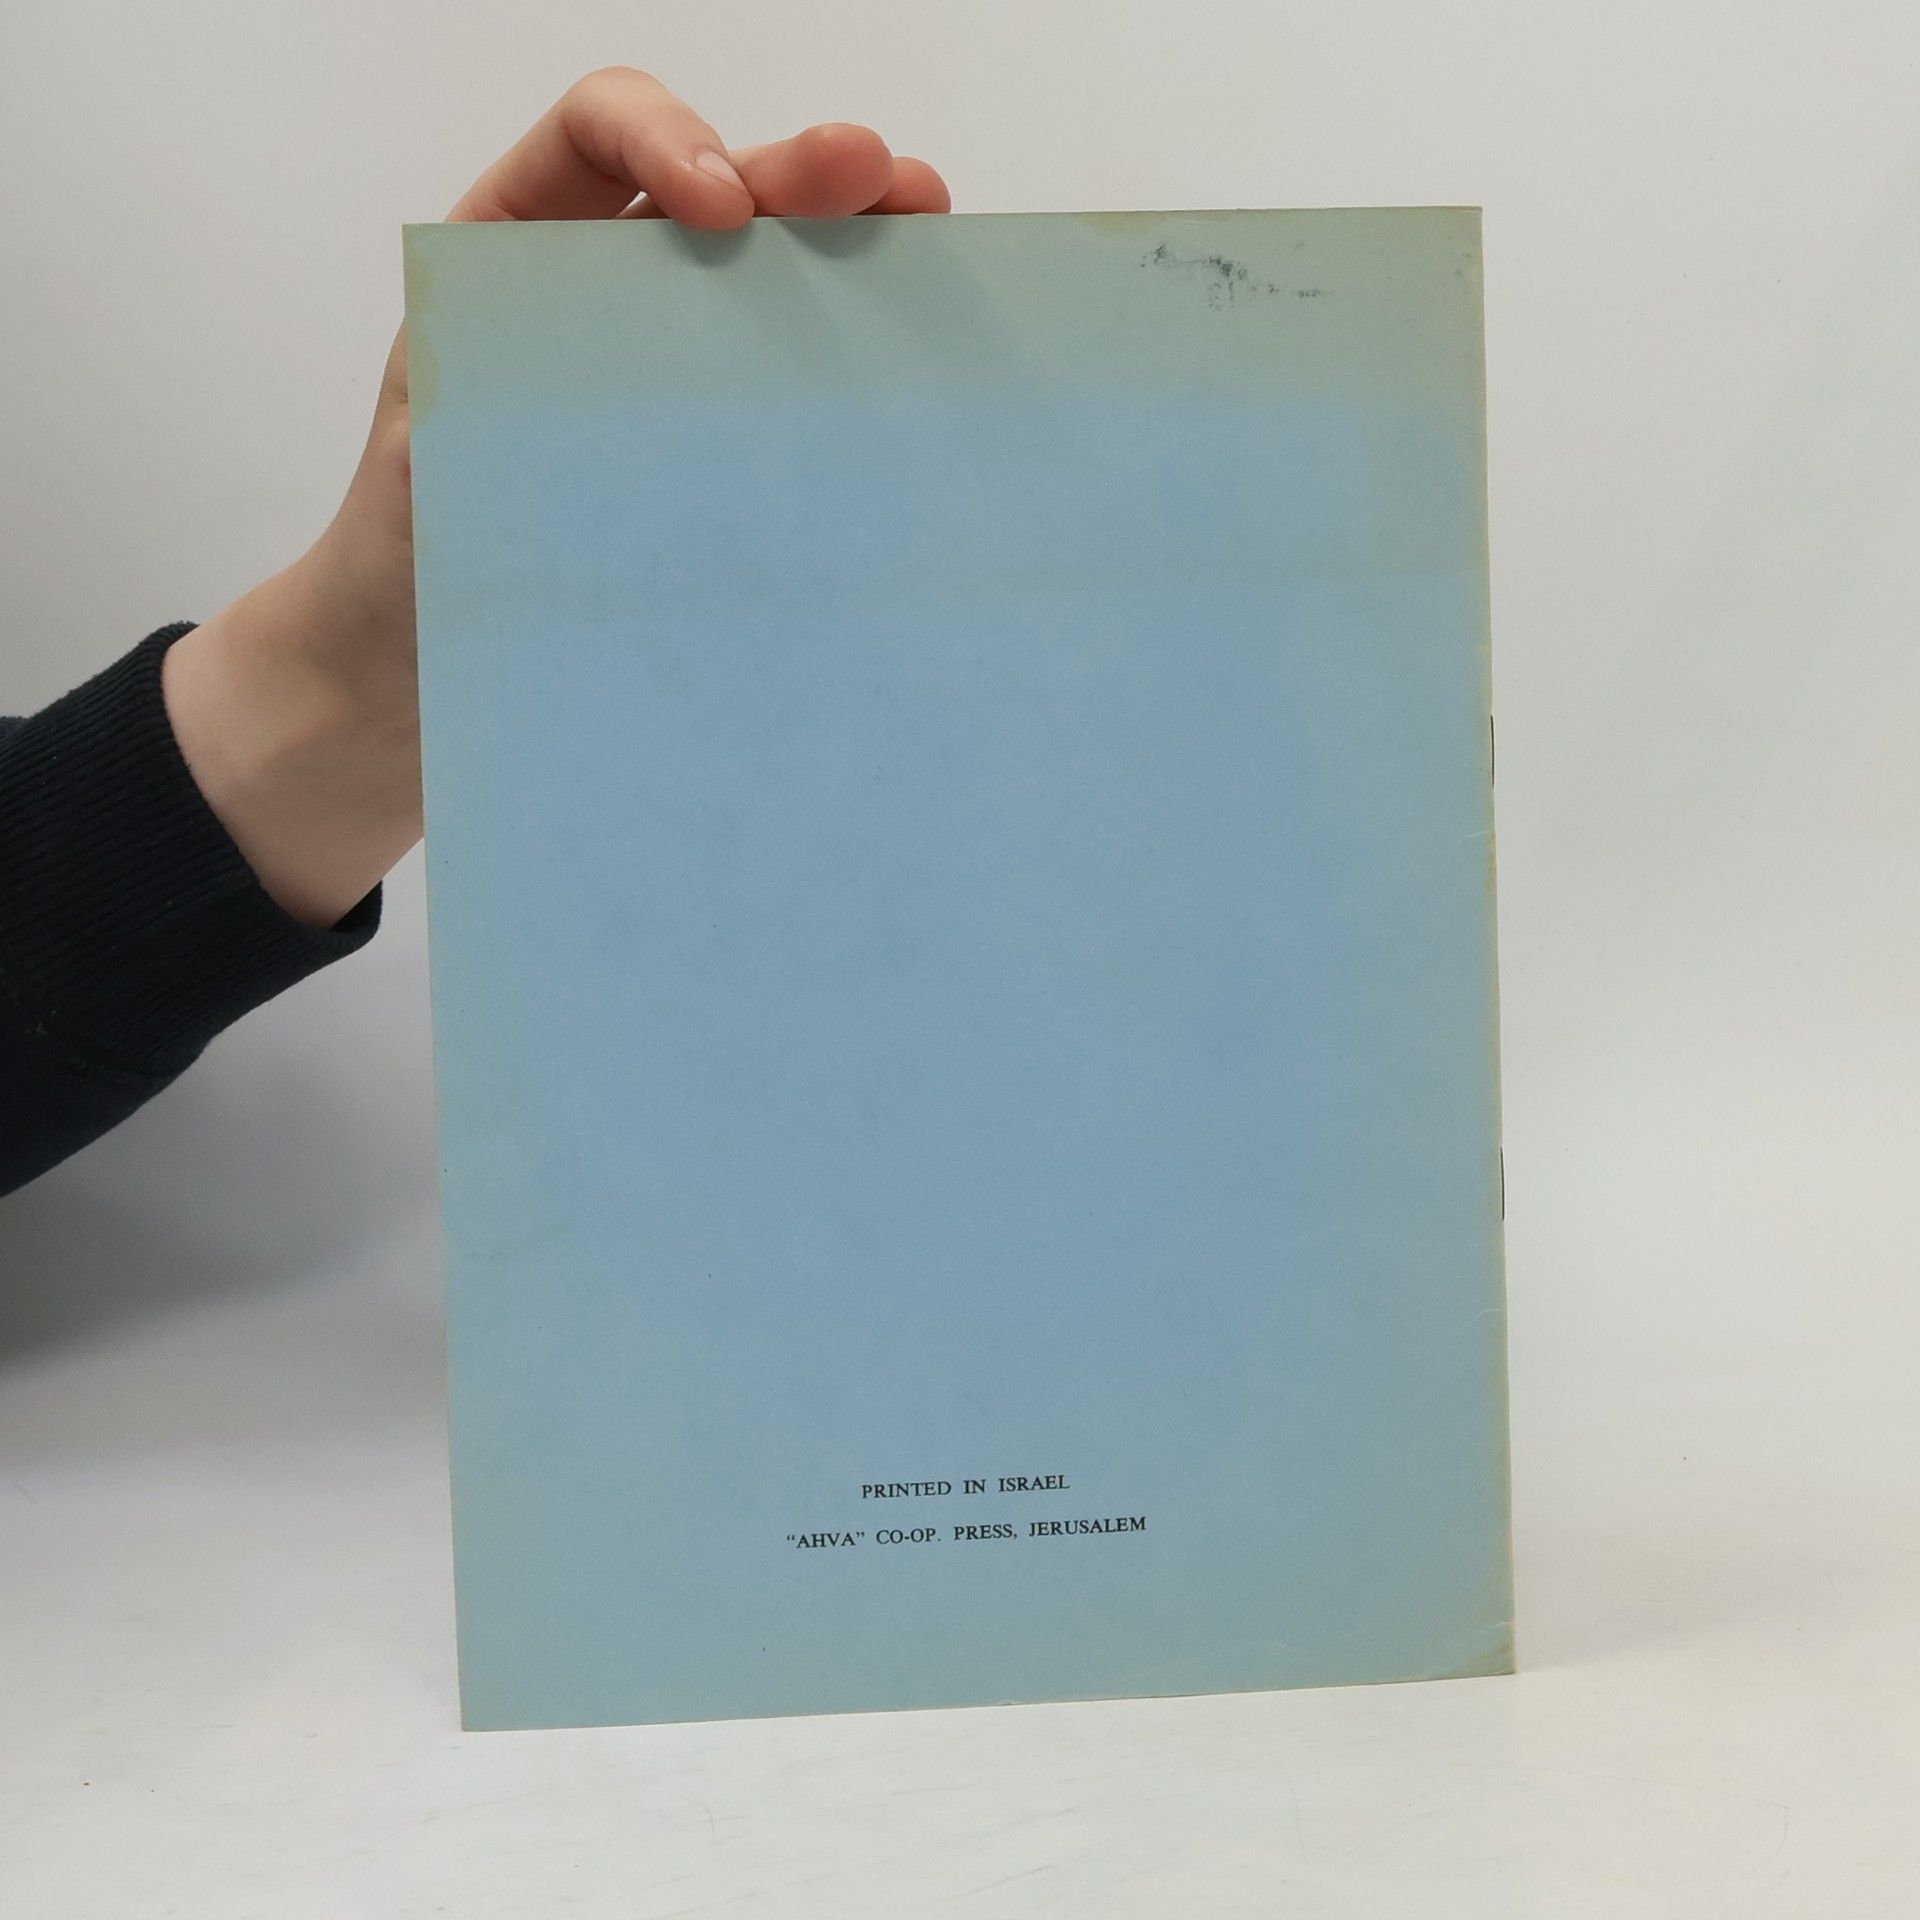 PRINTED IN ISRAEL
“AHVA” CO-OP. PRESS, JERUSALEM